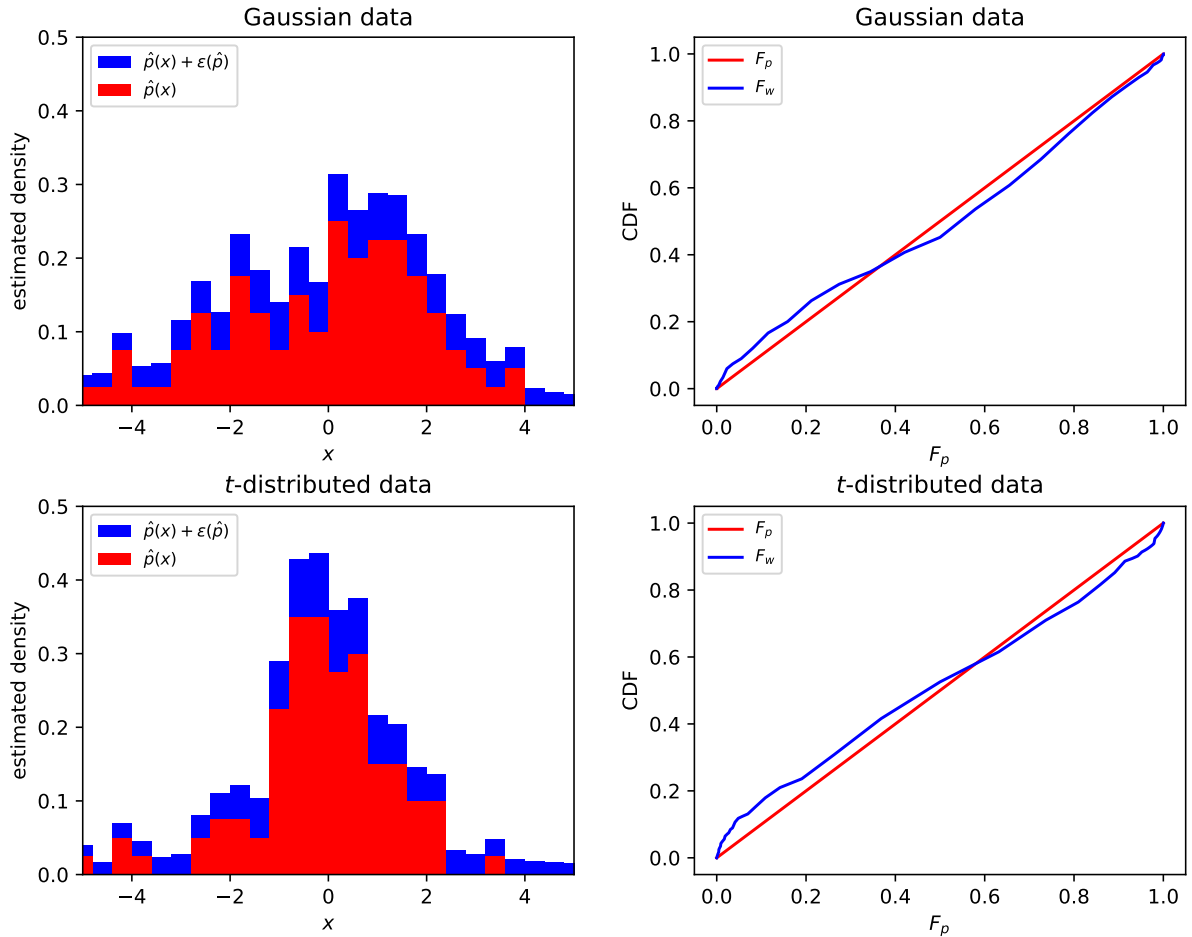 Gaussian data
0.5
0.4
0.3
0.2
0.1
0.0
estimated density
p̂(x) + ε(p̂)
p̂(x)
−4 −2 0 2 4
x
Gaussian data
1.0
0.8
0.6
0.4
0.2
0.0
CDF
F_p
F_w
0.0 0.2 0.4 0.6 0.8 1.0
F_p
t-distributed data
0.5
0.4
0.3
0.2
0.1
0.0
estimated density
p̂(x) + ε(p̂)
p̂(x)
−4 −2 0 2 4
x
t-distributed data
1.0
0.8
0.6
0.4
0.2
0.0
CDF
F_p
F_w
0.0 0.2 0.4 0.6 0.8 1.0
F_p